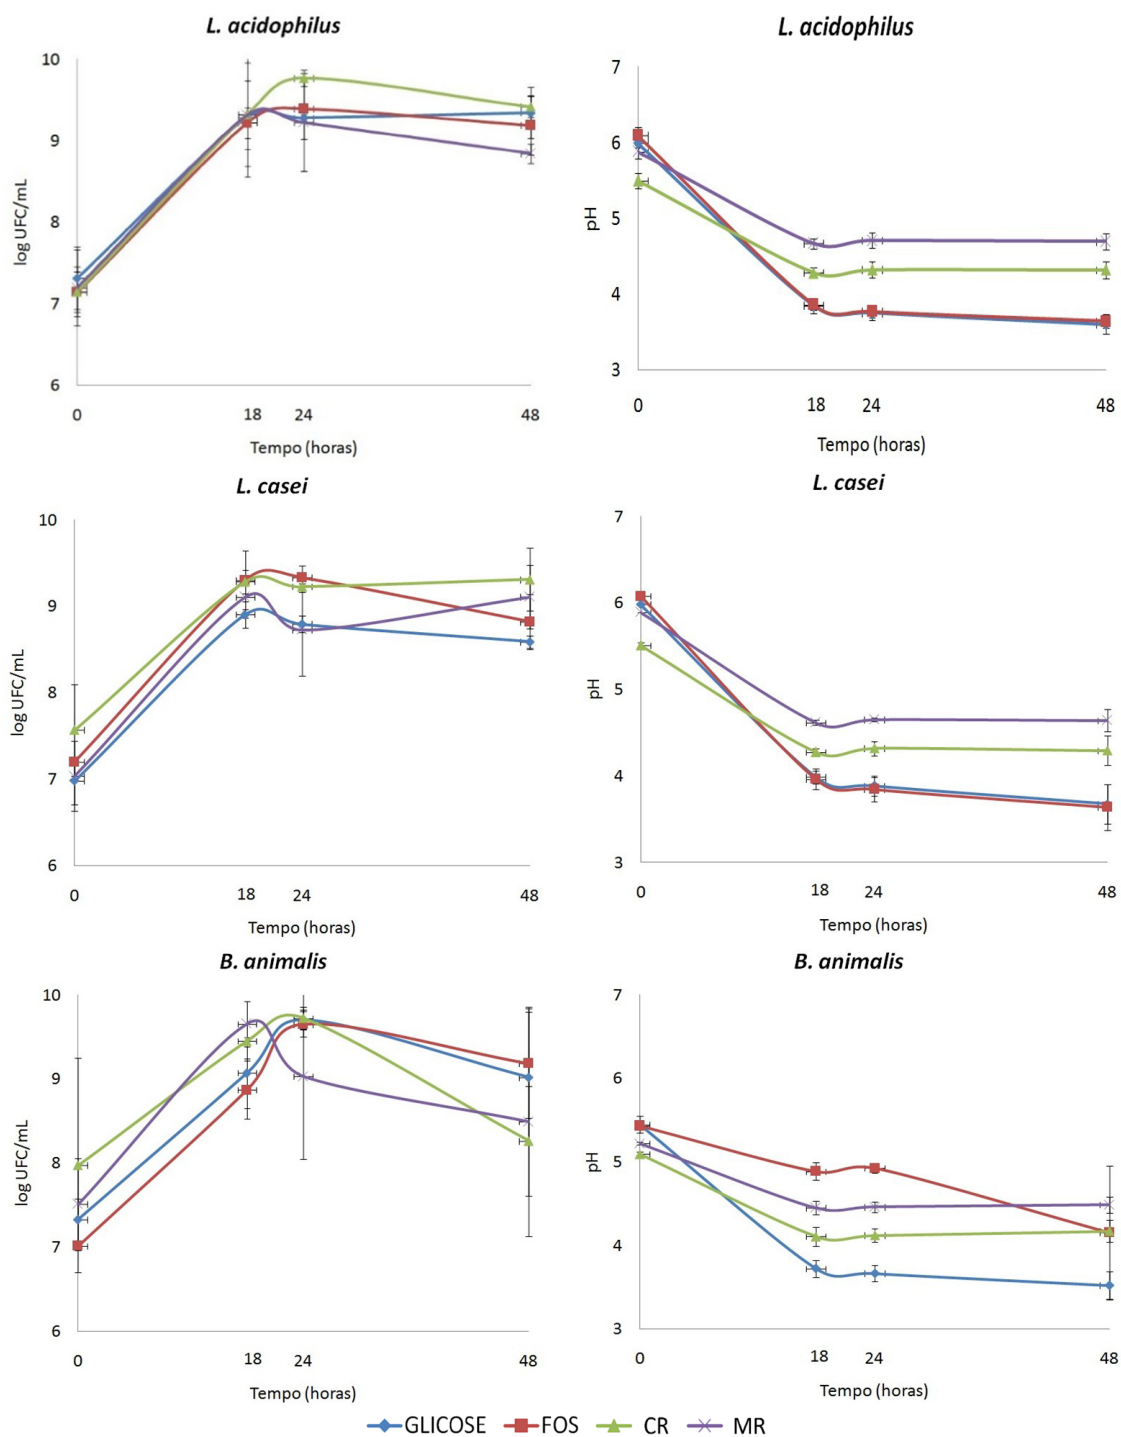 L. acidophilus
10
9
8
7
6
log UFC/mL
0 18 24 48
Tempo (horas)
L. acidophilus
7
6
5
4
3
pH
0 18 24 48
Tempo (horas)
L. casei
10
9
8
7
6
log UFC/mL
0 18 24 48
Tempo (horas)
L. casei
7
6
5
4
3
pH
0 18 24 48
Tempo (horas)
B. animalis
10
9
8
7
6
log UFC/mL
0 18 24 48
Tempo (horas)
B. animalis
7
6
5
4
3
pH
0 18 24 48
Tempo (horas)
GLICOSE FOS CR MR